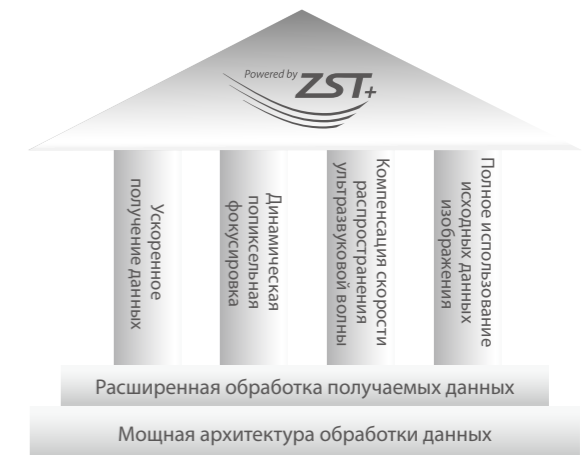 Powered by ZST+
Ускоренное
получение данных
Динамическая
попиксельная
фокусировка
Компенсация скорости
распространения
ультразвуковой волны
Полное использование
исходных данных
изображения
Расширенная обработка получаемых данных
Мощная архитектура обработки данных